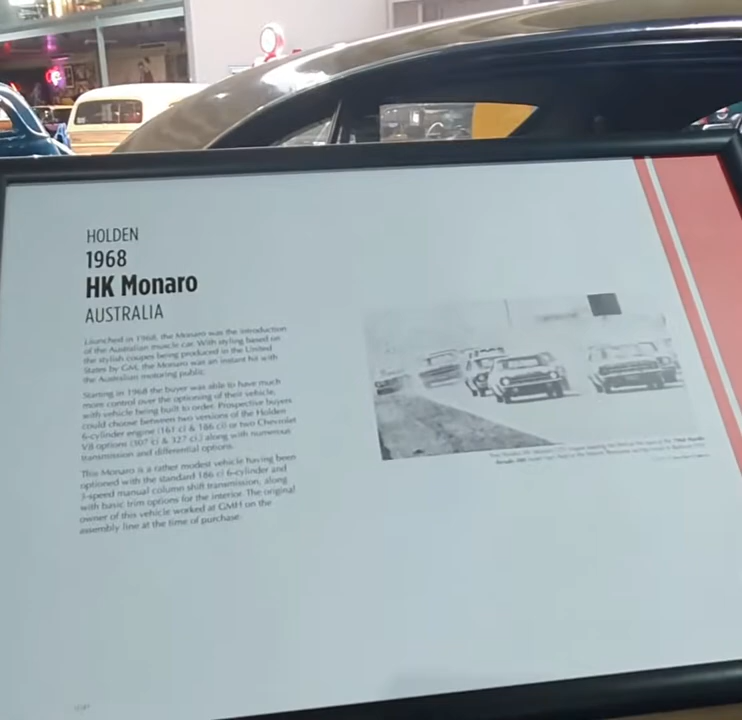 HOLDEN
1968
HK Monaro
AUSTRALIA
Launched in 1968, the Monaro was the introduction
of the Australian muscle car. With styling based on
the stylish coupes being produced in the United
States by GM, the Monaro was an instant hit with
the Australian motoring public.
Starting in 1968 the buyer was able to have much
more control over the optioning of their vehicle,
with vehicle being built to order. Prospective buyers
could choose between two versions of the Holden
6-cylinder engine (161 ci & 186 ci) or two Chevrolet
V8 options (307 ci & 327 ci) along with numerous
transmission and differential options.
This Monaro is a rather modest vehicle having been
optioned with the standard 186 ci 6-cylinder and
3-speed manual column shift transmission, along
with basic trim options for the interior. The original
owner of this vehicle worked at GMH on the
assembly line at the time of purchase.